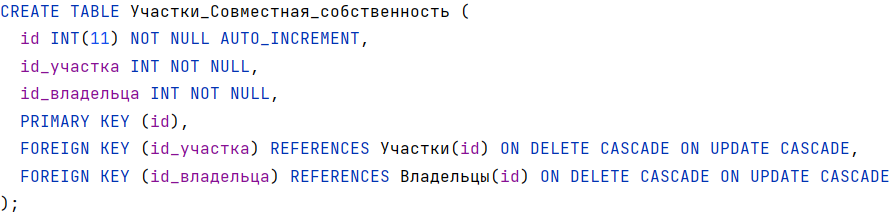 CREATE TABLE Участки_Совместная_собственность (
  id INT(11) NOT NULL AUTO_INCREMENT,
  id_участка INT NOT NULL,
  id_владельца INT NOT NULL,
  PRIMARY KEY (id),
  FOREIGN KEY (id_участка) REFERENCES Участки(id) ON DELETE CASCADE ON UPDATE CASCADE,
  FOREIGN KEY (id_владельца) REFERENCES Владельцы(id) ON DELETE CASCADE ON UPDATE CASCADE
);